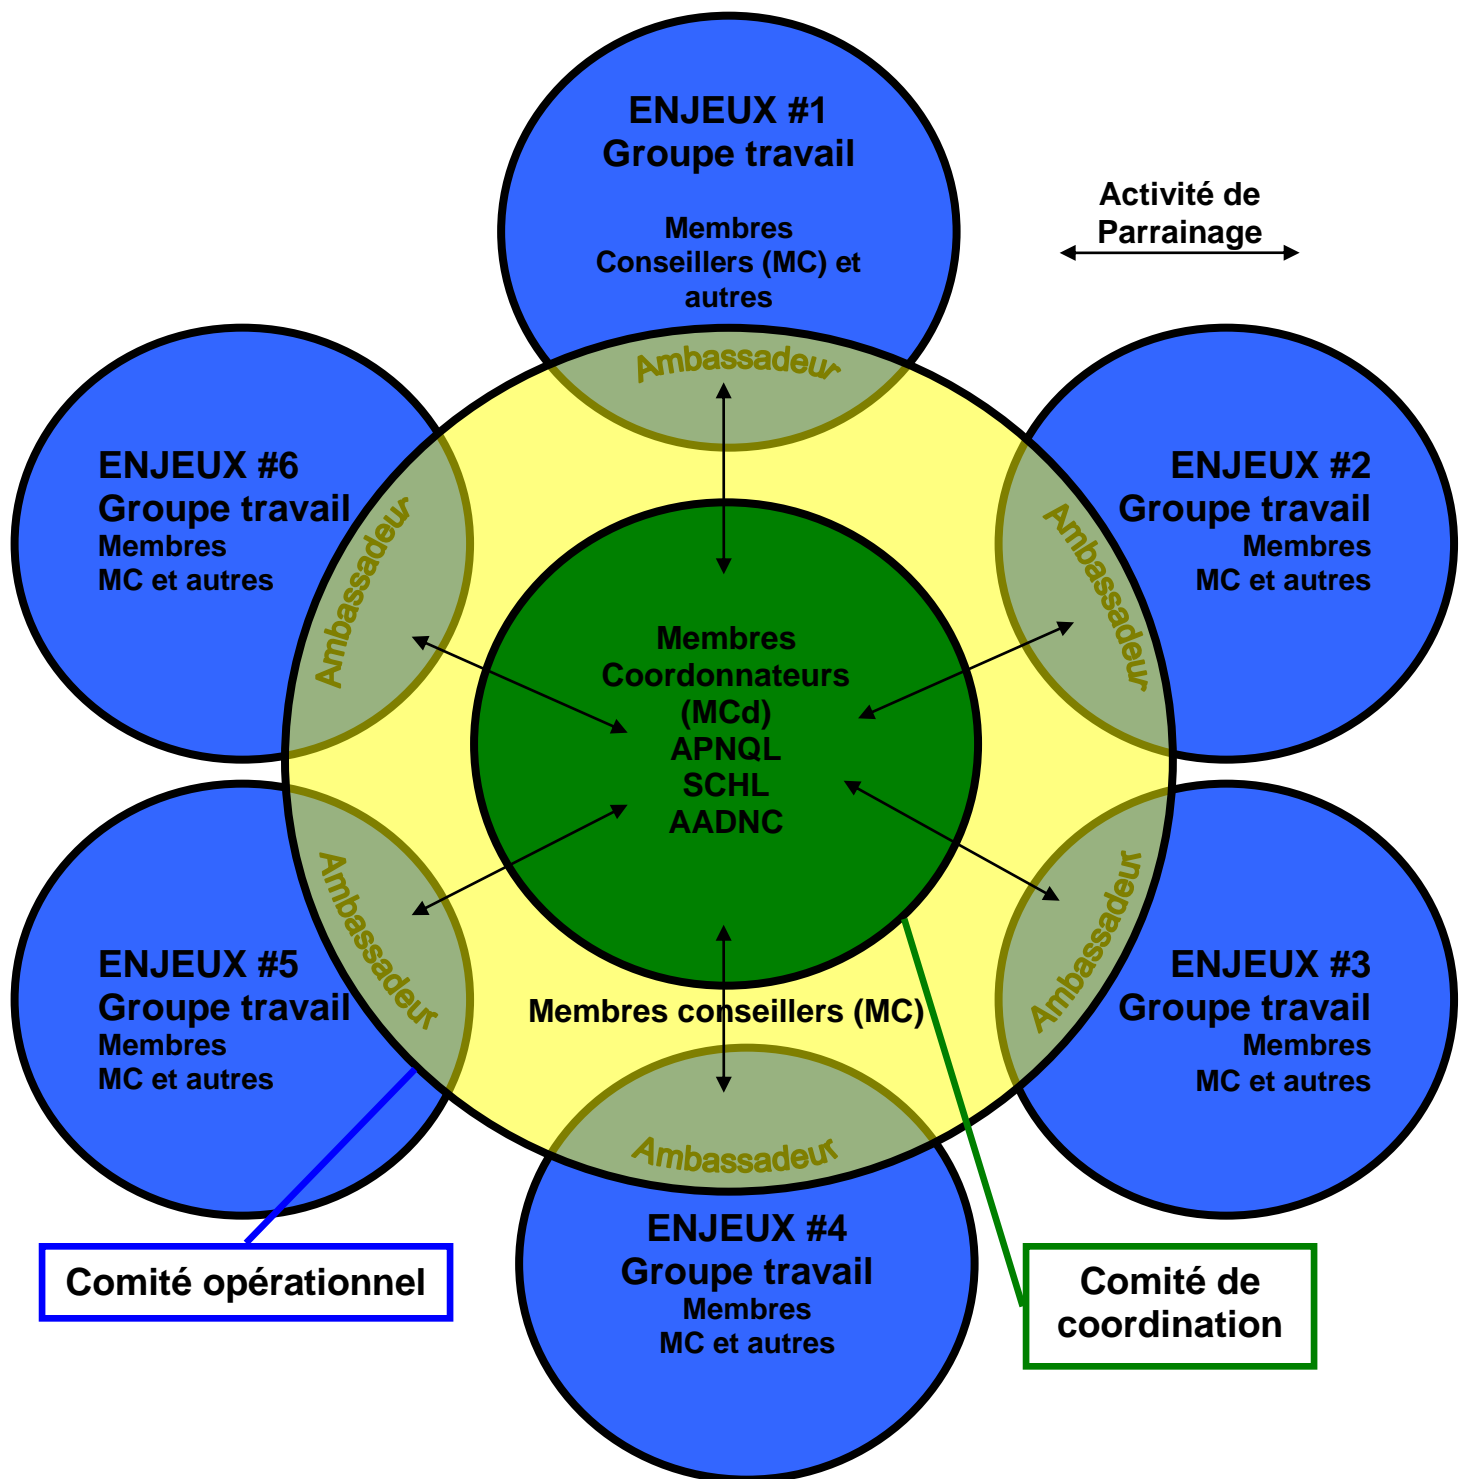 ENJEUX #1
Groupe travail
Membres
Conseillers (MC) et
autres
Activité de
Parrainage
Ambassadeur
ENJEUX #6
Groupe travail
Membres
MC et autres
Ambassadeur
ENJEUX #2
Groupe travail
Membres
MC et autres
Ambassadeur
Membres
Coordonnateurs
(MCd)
APNQL
SCHL
AADNC
ENJEUX #5
Groupe travail
Membres
MC et autres
Ambassadeur
ENJEUX #3
Groupe travail
Membres
MC et autres
Ambassadeur
Membres conseillers (MC)
Ambassadeur
ENJEUX #4
Groupe travail
Membres
MC et autres
Comité opérationnel
Comité de
coordination